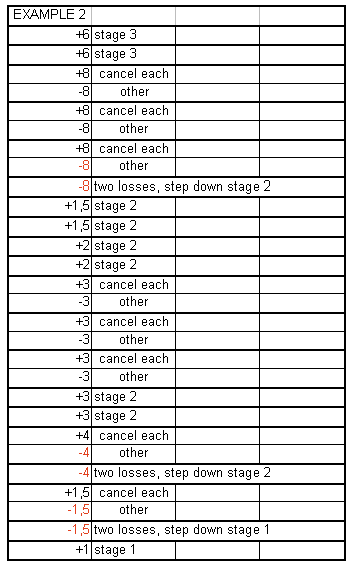 EXAMPLE 2
+6 stage 3
+6 stage 3
+8 cancel each
-8 other
+8 cancel each
-8 other
+8 cancel each
-8 other
-8 two losses, step down stage 2
+1,5 stage 2
+1,5 stage 2
+2 stage 2
+2 stage 2
+3 cancel each
-3 other
+3 cancel each
-3 other
+3 cancel each
-3 other
+3 stage 2
+3 stage 2
+4 cancel each
-4 other
-4 two losses, step down stage 2
+1,5 cancel each
-1,5 other
-1,5 two losses, step down stage 1
+1 stage 1